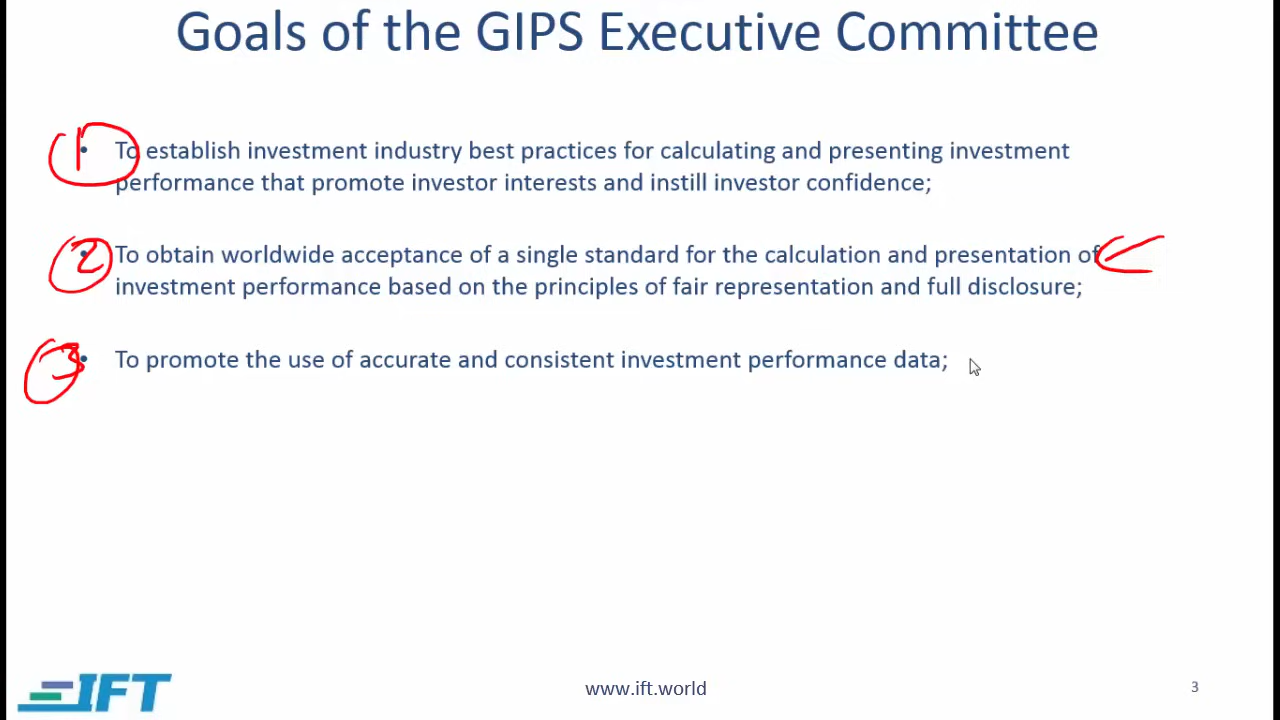 Goals of the GIPS Executive Committee
1
• To establish investment industry best practices for calculating and presenting investment
performance that promote investor interests and instill investor confidence;
2
• To obtain worldwide acceptance of a single standard for the calculation and presentation of
investment performance based on the principles of fair representation and full disclosure;
3
• To promote the use of accurate and consistent investment performance data;
IFT
www.ift.world
3